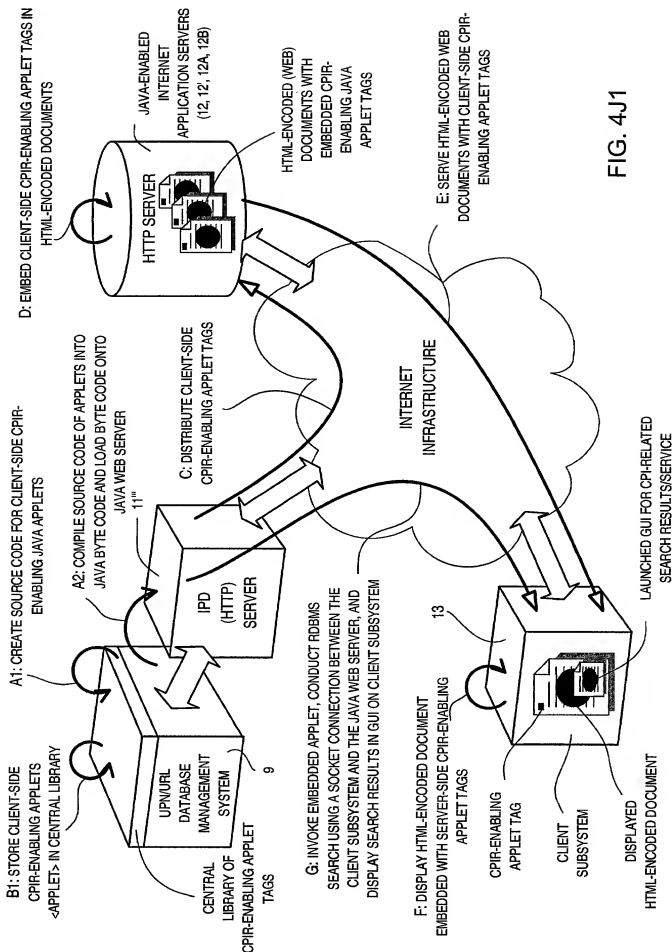 B1: STORE CLIENT-SIDE
CPIR-ENABLING APPLETS
<APPLET> IN CENTRAL LIBRARY
A1: CREATE SOURCE CODE FOR CLIENT-SIDE CPIR-
ENABLING JAVA APPLETS
A2: COMPILE SOURCE CODE OF APPLETS INTO
JAVA BYTE CODE AND LOAD BYTE CODE ONTO
JAVA WEB SERVER
11'''
D: EMBED CLIENT-SIDE CPIR-ENABLING APPLET TAGS IN
HTML-ENCODED DOCUMENTS
UPN/URL
DATABASE
MANAGEMENT
SYSTEM
9
CENTRAL
LIBRARY OF
CPIR-ENABLING APPLET
TAGS
IPD
(HTTP)
SERVER
C: DISTRIBUTE CLIENT-SIDE
CPIR-ENABLING APPLET TAGS
HTTP SERVER
JAVA-ENABLED
INTERNET
APPLICATION SERVERS
(12, 12', 12A, 12B)
HTML-ENCODED (WEB)
DOCUMENTS WITH
EMBEDDED CPIR-
ENABLING JAVA
APPLET TAGS
G: INVOKE EMBEDDED APPLET, CONDUCT RDBMS
SEARCH USING A SOCKET CONNECTION BETWEEN THE
CLIENT SUBSYSTEM AND THE JAVA WEB SERVER, AND
DISPLAY SEARCH RESULTS IN GUI ON CLIENT SUBSYSTEM
INTERNET
INFRASTRUCTURE
E: SERVE HTML-ENCODED WEB
DOCUMENTS WITH CLIENT-SIDE CPIR-
ENABLING APPLET TAGS
F: DISPLAY HTML-ENCODED DOCUMENT
EMBEDDED WITH SERVER-SIDE CPIR-ENABLING
APPLET TAGS
13
CPIR-ENABLING
APPLET TAG
CLIENT
SUBSYSTEM
DISPLAYED
HTML-ENCODED DOCUMENT
LAUNCHED GUI FOR CPI-RELATED
SEARCH RESULTS/SERVICE
FIG. 4J1